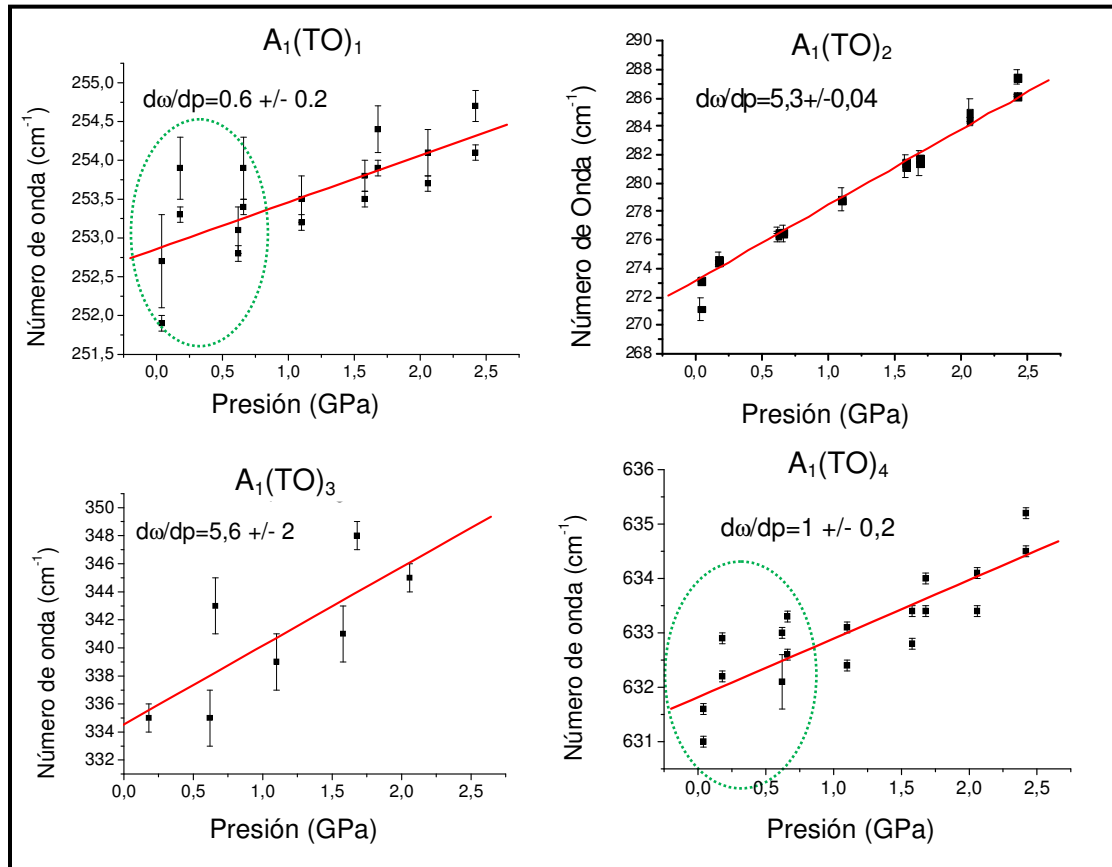 A₁(TO)₁
dω/dp=0.6 +/- 0.2
Número de onda (cm⁻¹)
255,0
254,5
254,0
253,5
253,0
252,5
252,0
251,5
0,0 0,5 1,0 1,5 2,0 2,5
Presión (GPa)
A₁(TO)₂
dω/dp=5,3+/-0,04
Número de Onda (cm⁻¹)
290
288
286
284
282
280
278
276
274
272
270
268
0,0 0,5 1,0 1,5 2,0 2,5
Presión (GPa)
A₁(TO)₃
dω/dp=5,6 +/- 2
Número de onda (cm⁻¹)
350
348
346
344
342
340
338
336
334
332
0,0 0,5 1,0 1,5 2,0 2,5
Presión (GPa)
A₁(TO)₄
dω/dp=1 +/- 0,2
Número de onda (cm⁻¹)
636
635
634
633
632
631
0,0 0,5 1,0 1,5 2,0 2,5
Presión (GPa)